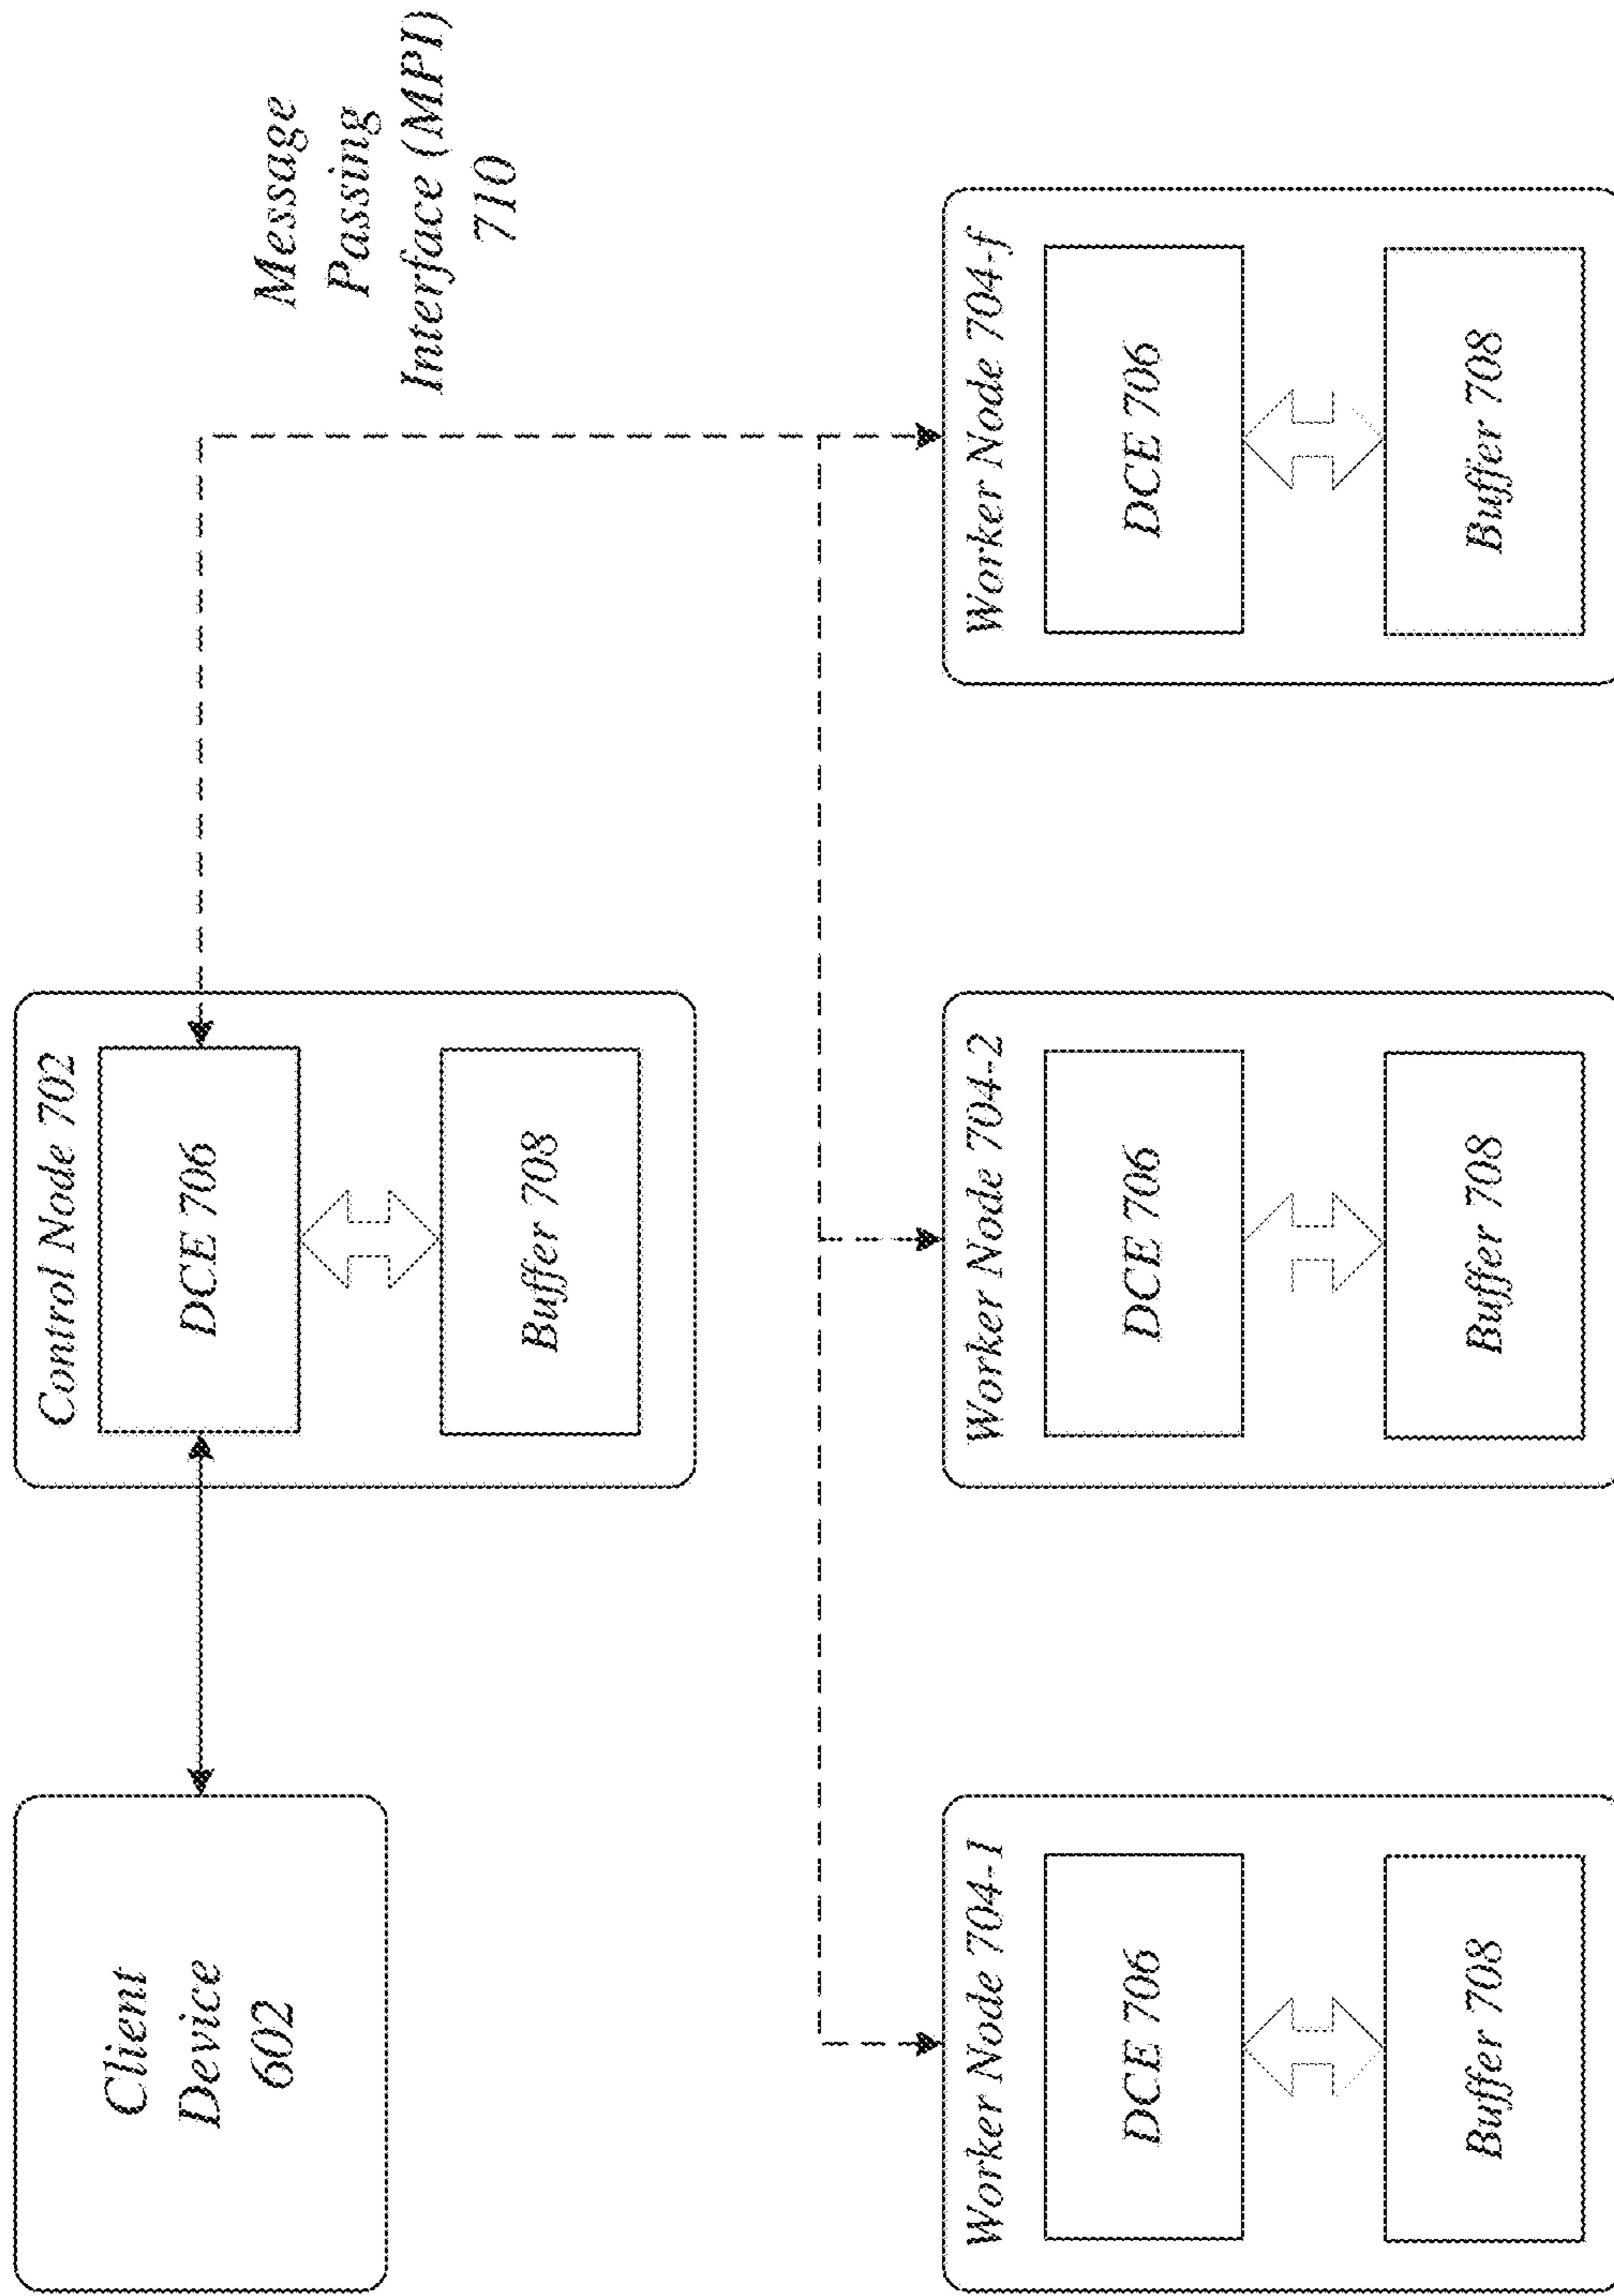 Client
Device
602
Control Node 702
DCE 706
Buffer 708
Message
Passing
Interface (MPI)
710
Worker Node 704-1
DCE 706
Buffer 708
Worker Node 704-2
DCE 706
Buffer 708
Worker Node 704-f
DCE 706
Buffer 708